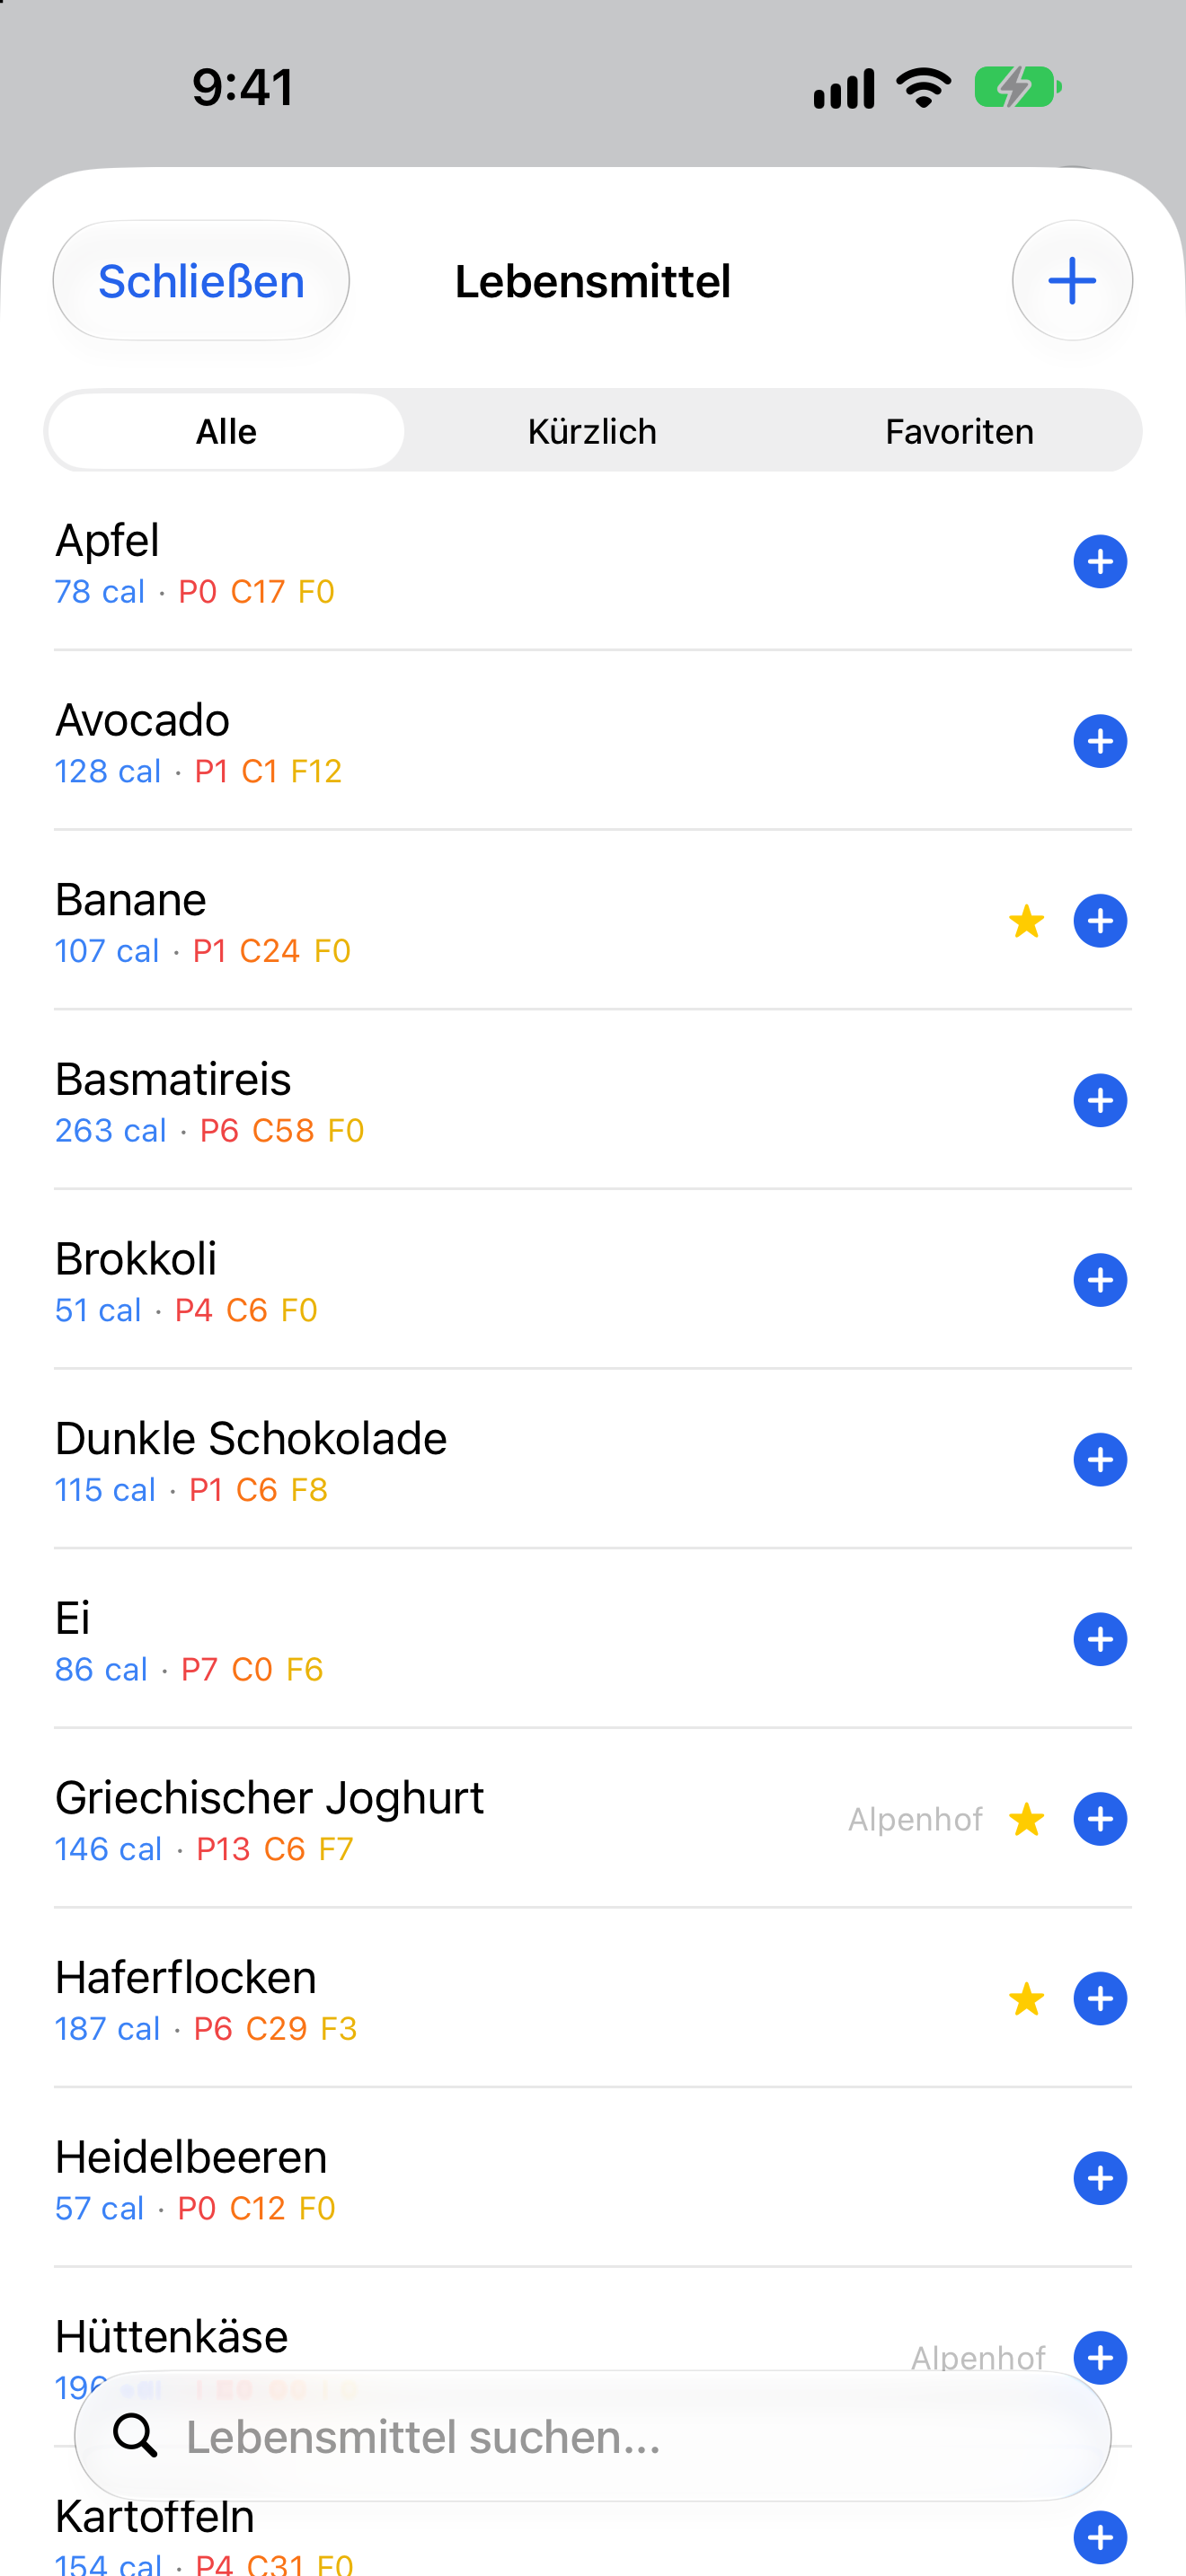 9:41
Schließen
Lebensmittel
Alle
Kürzlich
Favoriten
Apfel
78 cal · P0 C17 F0
Avocado
128 cal · P1 C1 F12
Banane
107 cal · P1 C24 F0
Basmatireis
263 cal · P6 C58 F0
Brokkoli
51 cal · P4 C6 F0
Dunkle Schokolade
115 cal · P1 C6 F8
Ei
86 cal · P7 C0 F6
Griechischer Joghurt
Alpenhof
146 cal · P13 C6 F7
Haferflocken
187 cal · P6 C29 F3
Heidelbeeren
57 cal · P0 C12 F0
Hüttenkäse
Alpenhof
Lebensmittel suchen...
Kartoffeln
154 cal · P4 C31 F0